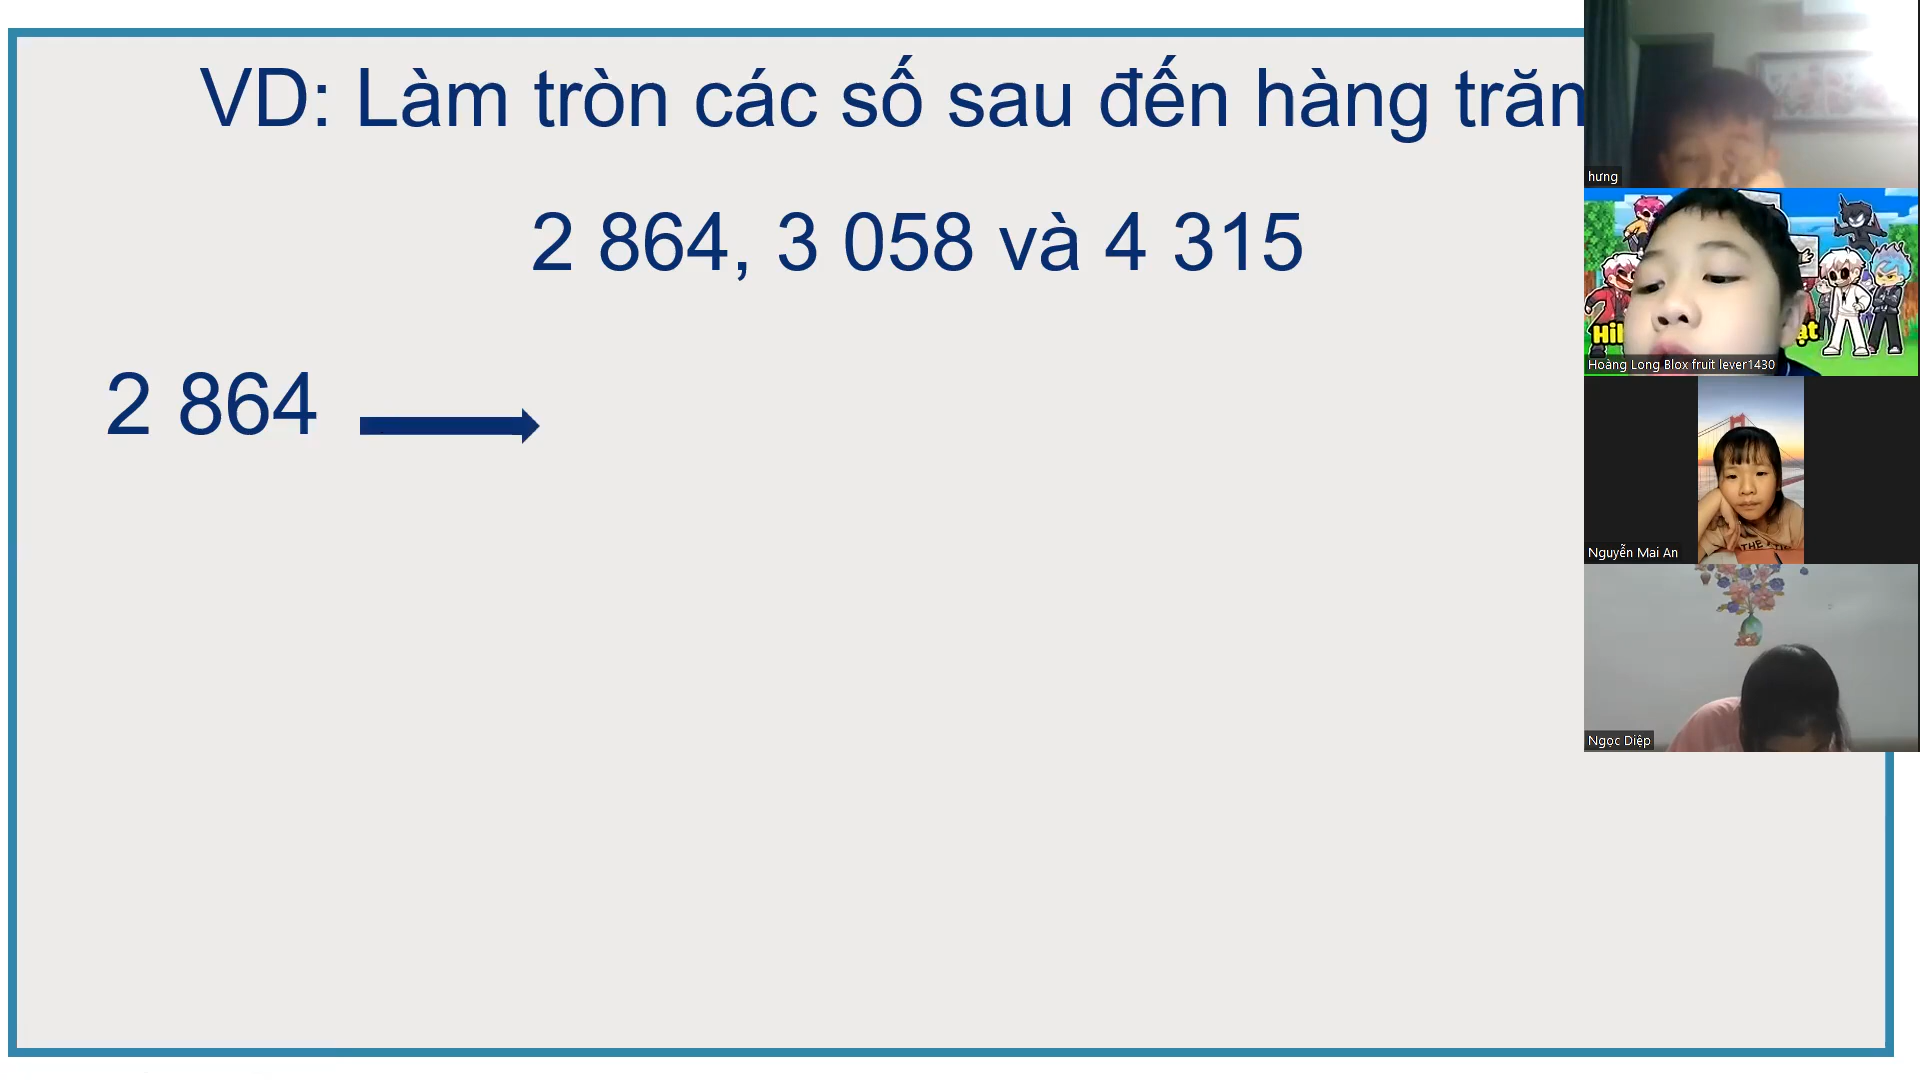 VD: Làm tròn các số sau đến hàng trăm
2 864, 3 058 và 4 315
2 864
hưng
Hoàng Long Blox fruit lever1430
Nguyễn Mai An
THE
Ngọc Diệp